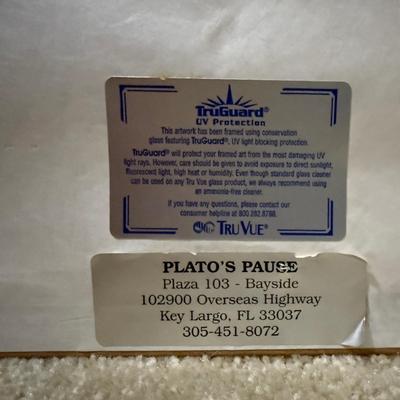 TruGuard®
UV Protection
This artwork has been framed using conservation
glass featuring TruGuard®, UV light blocking protection.
TruGuard® will protect your framed art from the most damaging UV
light rays. However, care should be given to avoid exposure to direct sunlight,
fluorescent light, high heat or humidity. Even though standard glass cleaner
can be used on any Tru Vue glass, we always recommend using
an ammonia-free cleaner.
If you have any questions, please contact our
consumer helpline at 800.282.8788.
TRU VUE®
PLATO'S PAUSE
Plaza 103 - Bayside
102900 Overseas Highway
Key Largo, FL 33037
305-451-8072